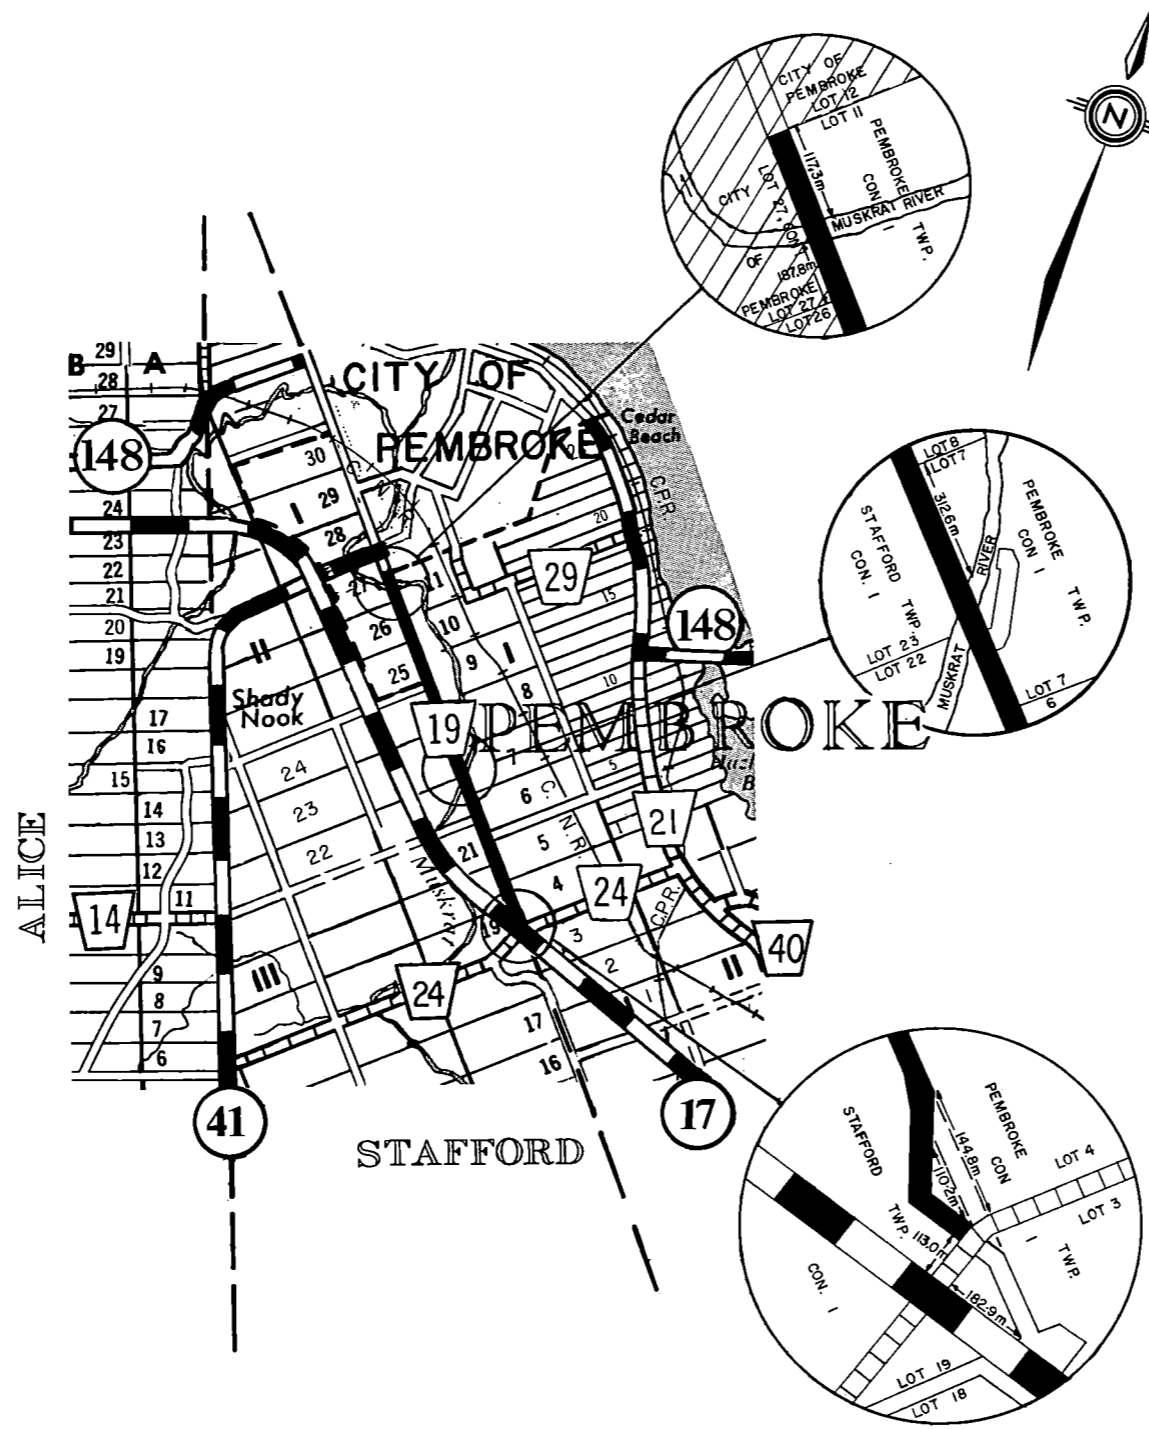 CITY OF
PEMBROKE
LOT 12
LOT 11
PEMBROKE
CON
I
TWP.
117.3m
LOT 27, CON
CITY
OF
PEMBROKE
MUSKRAT RIVER
187.8m
LOT 27
LOT 26
N
B
A
29
28
27
148
24
23
22
21
20
19
17
16
15
14
13
12
11
14
9
8
7
6
ALICE
CITY OF
PEMBROKE
Cedar
Beach
C.P.R.
30
29
28
27
26
25
I
II
III
Shady
Nook
24
23
22
21
19
Muskrat
11
10
9
8
7
6
5
4
3
2
1
I
II
C.
N.R.
20
15
10
5
1
29
148
19
PEMBROKE
21
24
C.P.R.
40
24
17
16
41
17
STAFFORD
LOT 8
LOT 7
312.6m
STAFFORD
CON. I
TWP.
PEMBROKE
CON I
TWP.
RIVER
MUSKRAT
LOT 23
LOT 22
LOT 7
6
STAFFORD
TWP.
CON. I
PEMBROKE
CON
I
TWP.
144.8m
110.2m
113.0m
182.9m
LOT 4
LOT 3
LOT 19
LOT 18